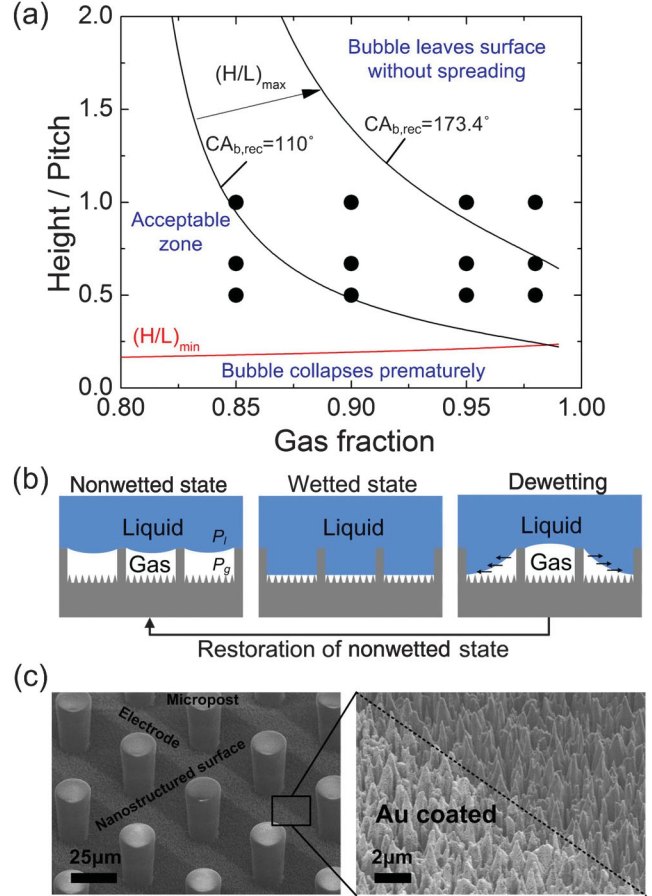 (a)
2.0
1.5
1.0
0.5
0.0
Height / Pitch
Bubble leaves surface
without spreading
(H/L)max
CAb,rec=173.4°
CAb,rec=110°
Acceptable
zone
(H/L)min
Bubble collapses prematurely
0.80 0.85 0.90 0.95 1.00
Gas fraction
(b)
Nonwetted state Wetted state Dewetting
Liquid Pl Liquid Liquid
Gas Pg Gas
Restoration of nonwetted state
(c)
Micropost
Electrode
Nanostructured surface
25μm
Au coated
2μm